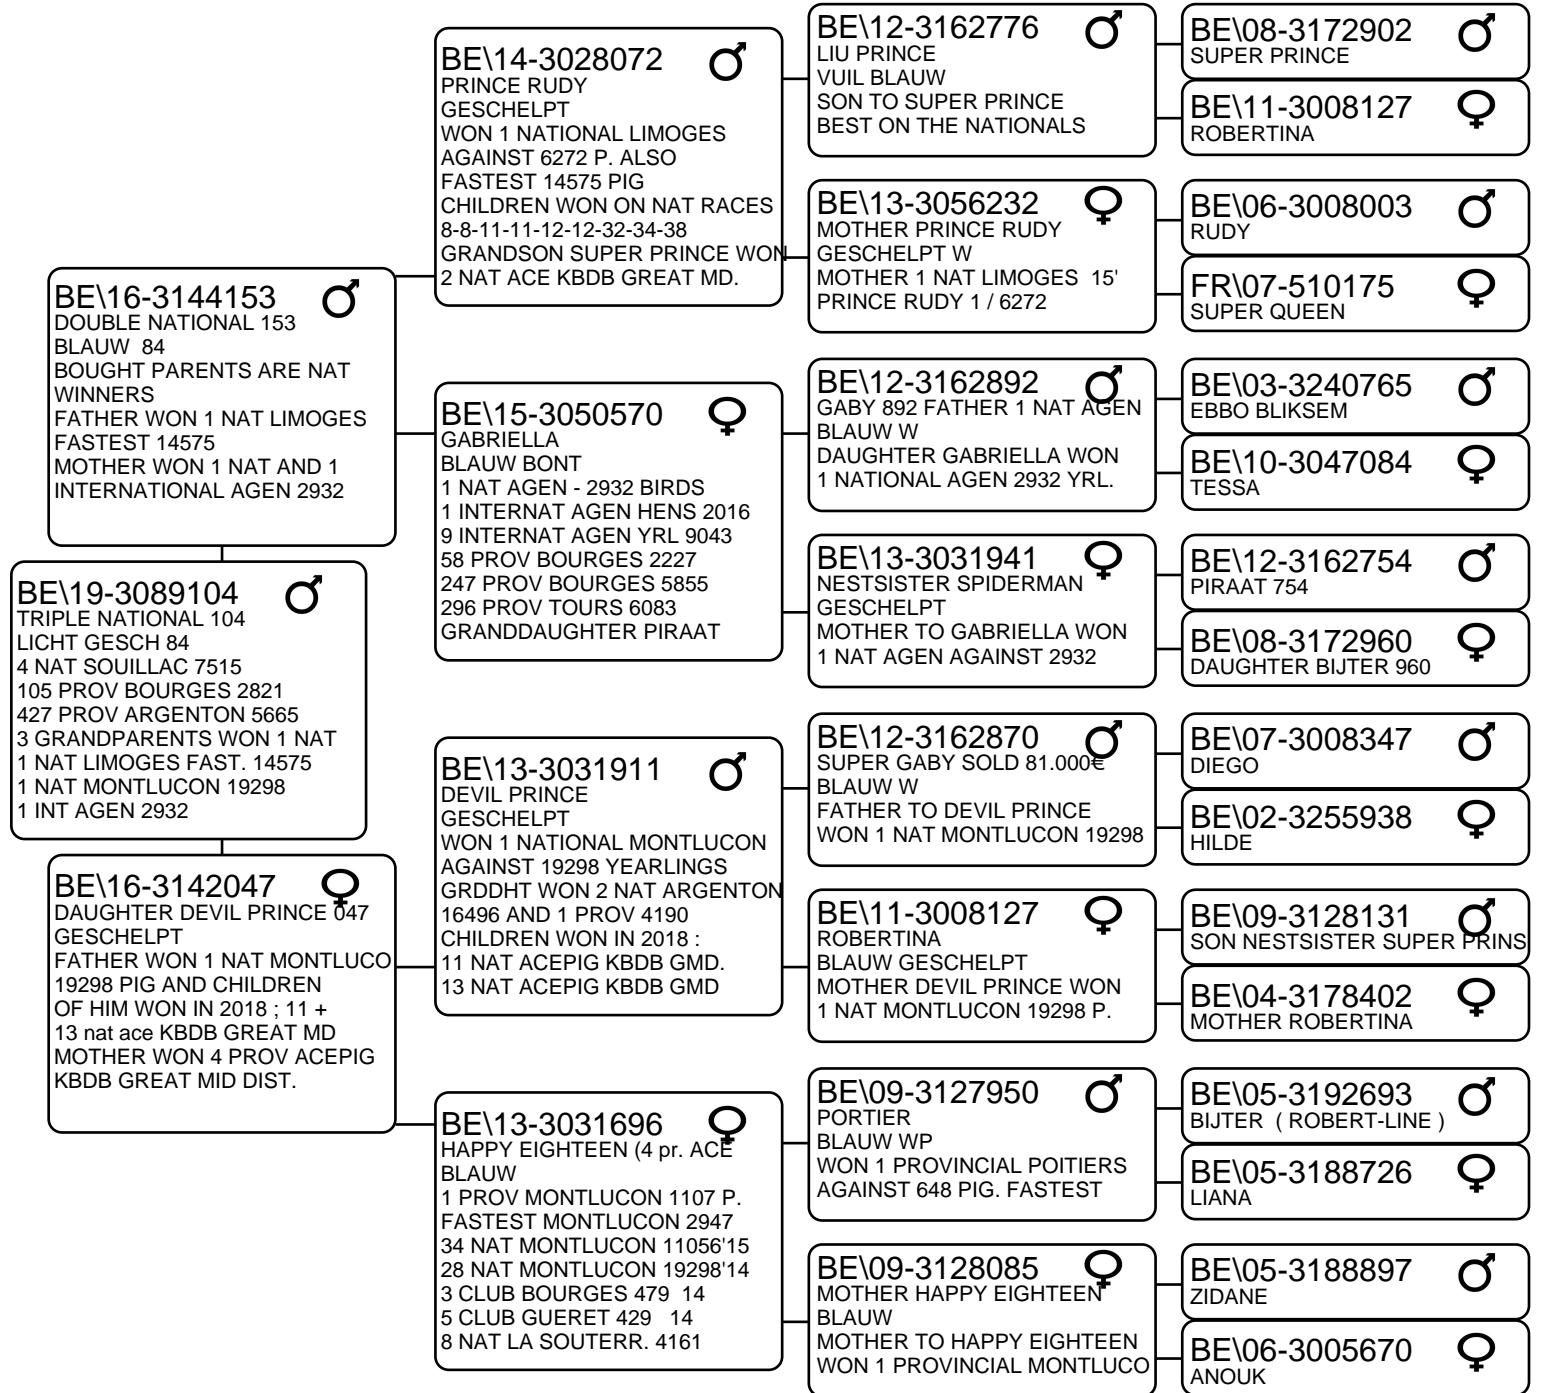 BE\19-3089104
TRIPLE NATIONAL 104
LICHT GESCH 84
4 NAT SOUILLAC 7515
105 PROV BOURGES 2821
427 PROV ARGENTON 5665
3 GRANDPARENTS WON 1 NAT
1 NAT LIMOGES FAST. 14575
1 NAT MONTLUCON 19298
1 INT AGEN 2932
BE\16-3144153
DOUBLE NATIONAL 153
BLAUW 84
BOUGHT PARENTS ARE NAT
WINNERS
FATHER WON 1 NAT LIMOGES
FASTEST 14575
MOTHER WON 1 NAT AND 1
INTERNATIONAL AGEN 2932
BE\16-3142047
DAUGHTER DEVIL PRINCE 047
GESCHELPT
FATHER WON 1 NAT MONTLUCO
19298 PIG AND CHILDREN
OF HIM WON IN 2018 ; 11 +
13 nat ace KBDB GREAT MD
MOTHER WON 4 PROV ACEPIG
KBDB GREAT MID DIST.
BE\14-3028072
PRINCE RUDY
GESCHELPT
WON 1 NATIONAL LIMOGES
AGAINST 6272 P. ALSO
FASTEST 14575 PIG
CHILDREN WON ON NAT RACES
8-8-11-11-12-12-32-34-38
GRANDSON SUPER PRINCE WON
2 NAT ACE KBDB GREAT MD.
BE\15-3050570
GABRIELLA
BLAUW BONT
1 NAT AGEN - 2932 BIRDS
1 INTERNAT AGEN HENS 2016
9 INTERNAT AGEN YRL 9043
58 PROV BOURGES 2227
247 PROV BOURGES 5855
296 PROV TOURS 6083
GRANDDAUGHTER PIRAAT
BE\13-3031911
DEVIL PRINCE
GESCHELPT
WON 1 NATIONAL MONTLUCON
AGAINST 19298 YEARLINGS
GRDDHT WON 2 NAT ARGENTON
16496 AND 1 PROV 4190
CHILDREN WON IN 2018 :
11 NAT ACEPIG KBDB GMD.
13 NAT ACEPIG KBDB GMD
BE\13-3031696
HAPPY EIGHTEEN (4 pr. ACE
BLAUW
1 PROV MONTLUCON 1107 P.
FASTEST MONTLUCON 2947
34 NAT MONTLUCON 11056'15
28 NAT MONTLUCON 19298'14
3 CLUB BOURGES 479 14
5 CLUB GUERET 429 14
8 NAT LA SOUTERR. 4161
BE\12-3162776
LIU PRINCE
VUIL BLAUW
SON TO SUPER PRINCE
BEST ON THE NATIONALS
BE\13-3056232
MOTHER PRINCE RUDY
GESCHELPT W
MOTHER 1 NAT LIMOGES 15'
PRINCE RUDY 1 / 6272
BE\12-3162892
GABY 892 FATHER 1 NAT AGEN
BLAUW W
DAUGHTER GABRIELLA WON
1 NATIONAL AGEN 2932 YRL.
BE\13-3031941
NESTSISTER SPIDERMAN
GESCHELPT
MOTHER TO GABRIELLA WON
1 NAT AGEN AGAINST 2932
BE\12-3162870
SUPER GABY SOLD 81.000€
BLAUW W
FATHER TO DEVIL PRINCE
WON 1 NAT MONTLUCON 19298
BE\11-3008127
ROBERTINA
BLAUW GESCHELPT
MOTHER DEVIL PRINCE WON
1 NAT MONTLUCON 19298 P.
BE\09-3127950
PORTIER
BLAUW WP
WON 1 PROVINCIAL POITIERS
AGAINST 648 PIG. FASTEST
BE\09-3128085
MOTHER HAPPY EIGHTEEN
BLAUW
MOTHER TO HAPPY EIGHTEEN
WON 1 PROVINCIAL MONTLUCO
BE\08-3172902
SUPER PRINCE
BE\11-3008127
ROBERTINA
BE\06-3008003
RUDY
FR\07-510175
SUPER QUEEN
BE\03-3240765
EBBO BLIKSEM
BE\10-3047084
TESSA
BE\12-3162754
PIRAAT 754
BE\08-3172960
DAUGHTER BIJTER 960
BE\07-3008347
DIEGO
BE\02-3255938
HILDE
BE\09-3128131
SON NESTSISTER SUPER PRINS
BE\04-3178402
MOTHER ROBERTINA
BE\05-3192693
BIJTER ( ROBERT-LINE )
BE\05-3188726
LIANA
BE\05-3188897
ZIDANE
BE\06-3005670
ANOUK